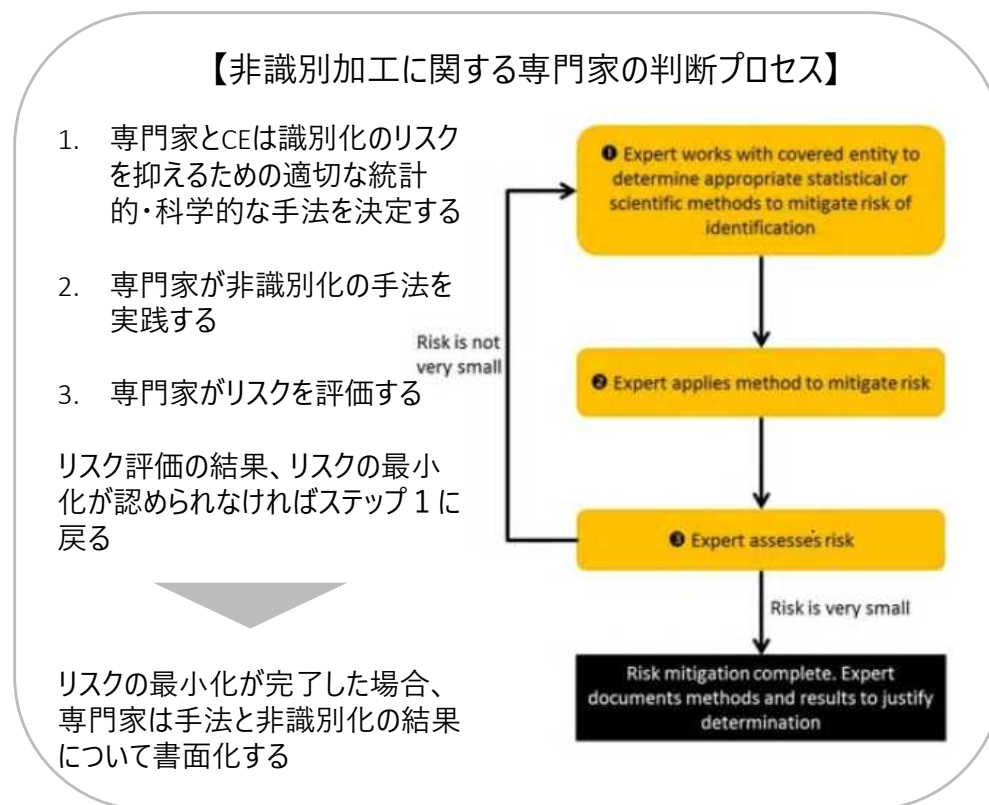 【非識別加工に関する専門家の判断プロセス】
1. 専門家とCEは識別化のリスク
を抑えるための適切な統計
的・科学的な手法を決定する
2. 専門家が非識別化の手法を
実践する
3. 専門家がリスクを評価する
リスク評価の結果、リスクの最小
化が認められなければステップ１に
戻る
リスクの最小化が完了した場合、
専門家は手法と非識別化の結果
について書面化する
❶ Expert works with covered entity to
determine appropriate statistical or
scientific methods to mitigate risk of
identification
Risk is not
very small
❷ Expert applies method to mitigate risk
❸ Expert assesses risk
Risk is very small
Risk mitigation complete. Expert
documents methods and results to justify
determination